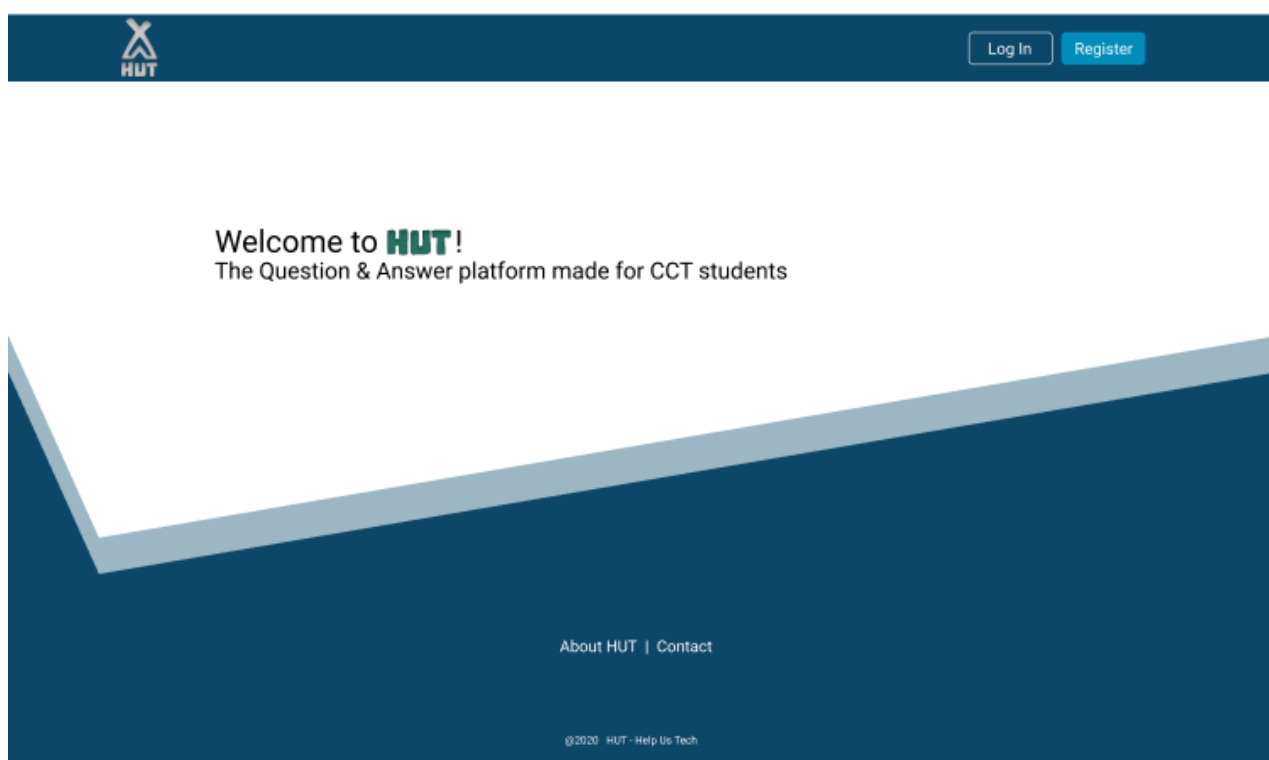 HUT
Log In
Register
Welcome to HUT!
The Question & Answer platform made for CCT students
About HUT | Contact
@2020 HUT - Help Us Tech